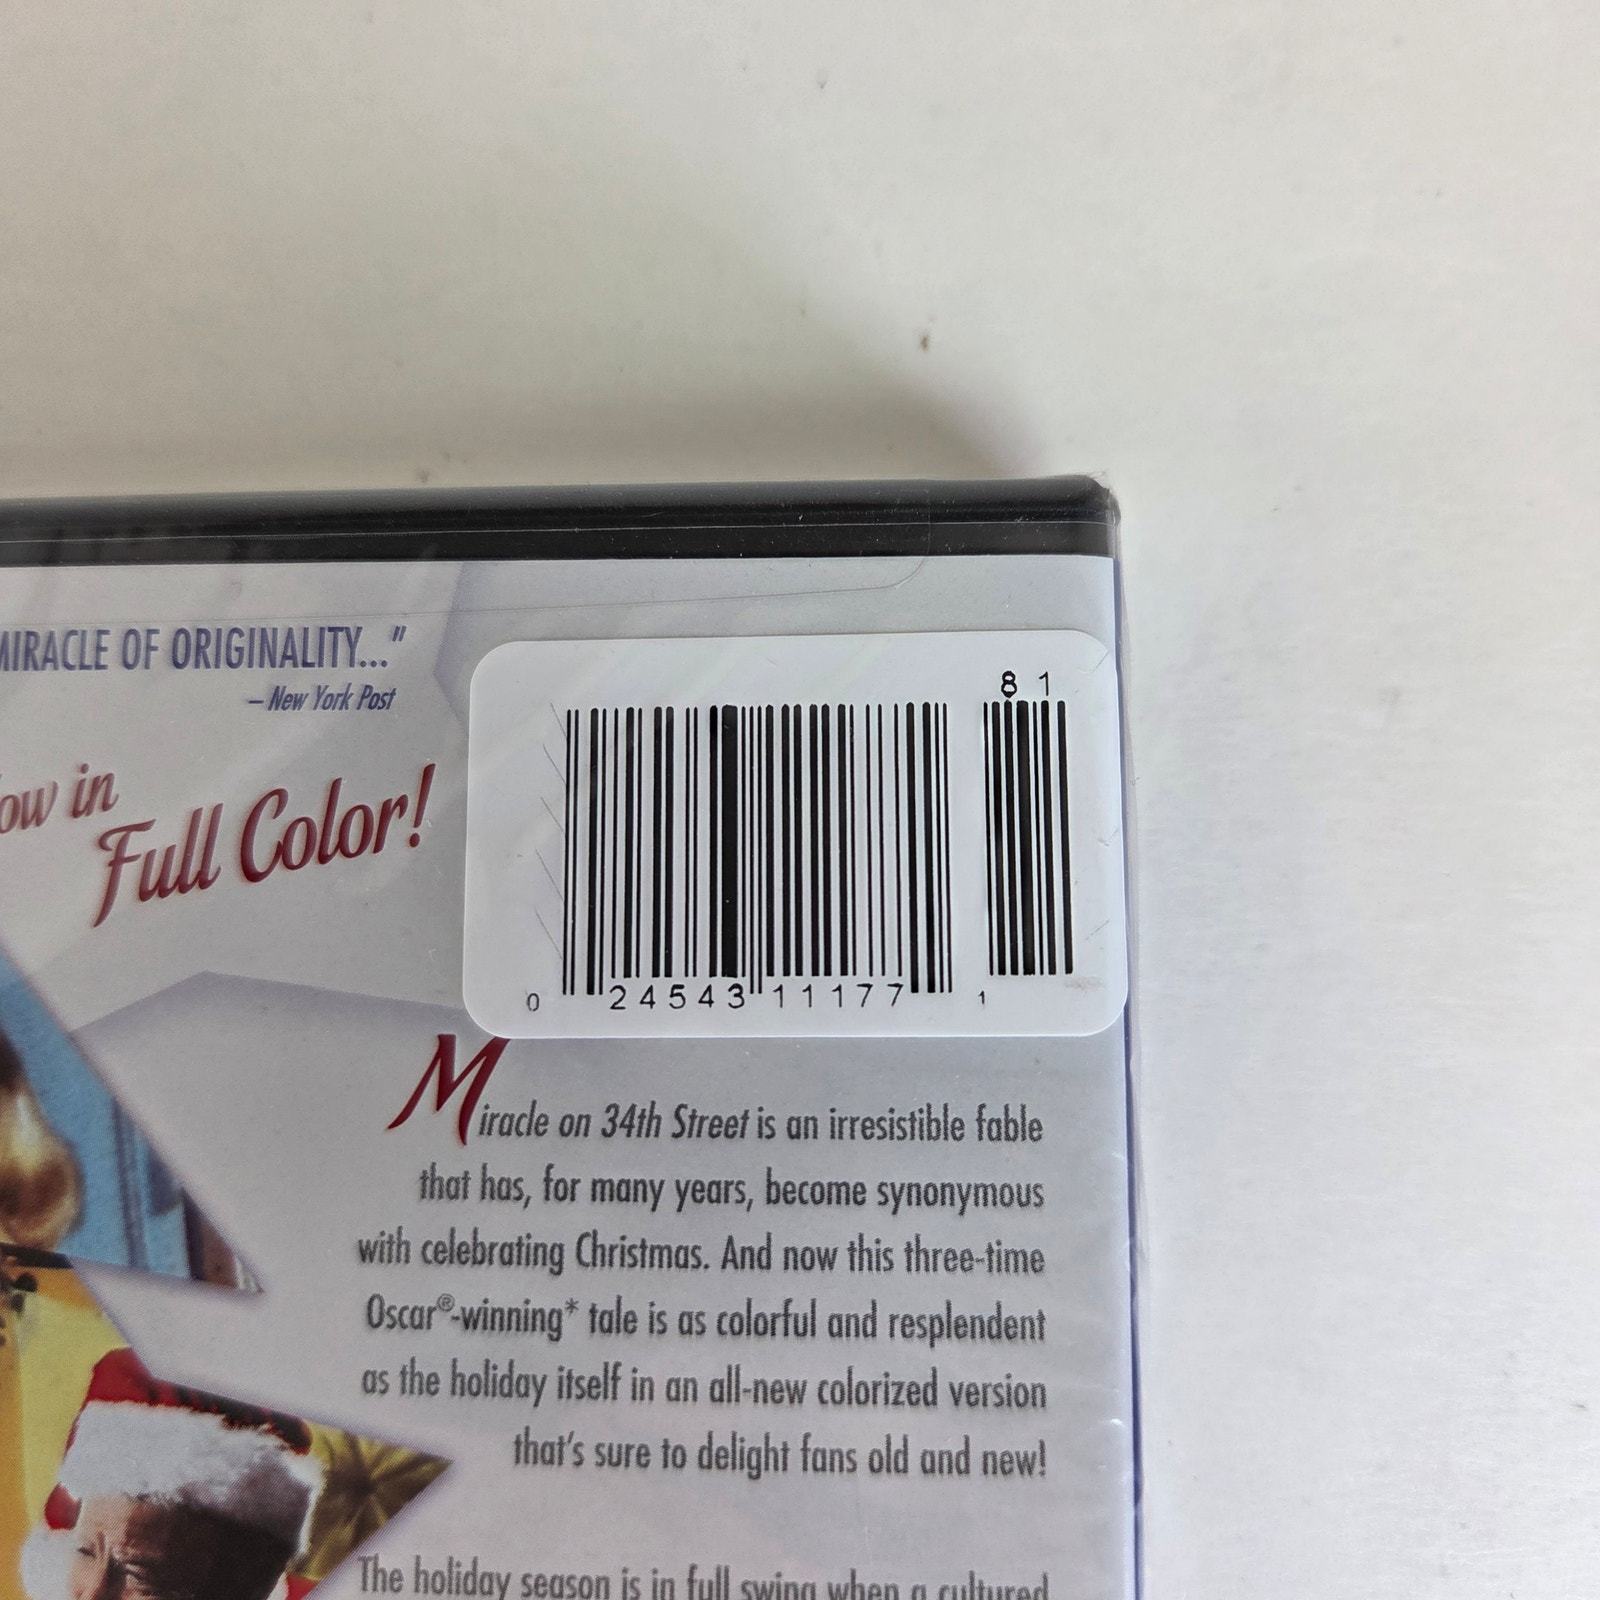 MIRACLE OF ORIGINALITY..."
– New York Post
in
Full Color!
81
0 24543 11177 1
Miracle on 34th Street is an irresistible fable
that has, for many years, become synonymous
with celebrating Christmas. And now this three-time
Oscar®-winning* tale is as colorful and resplendent
as the holiday itself in an all-new colorized version
that's sure to delight fans old and new!
The holiday season is in full swing when a cultured